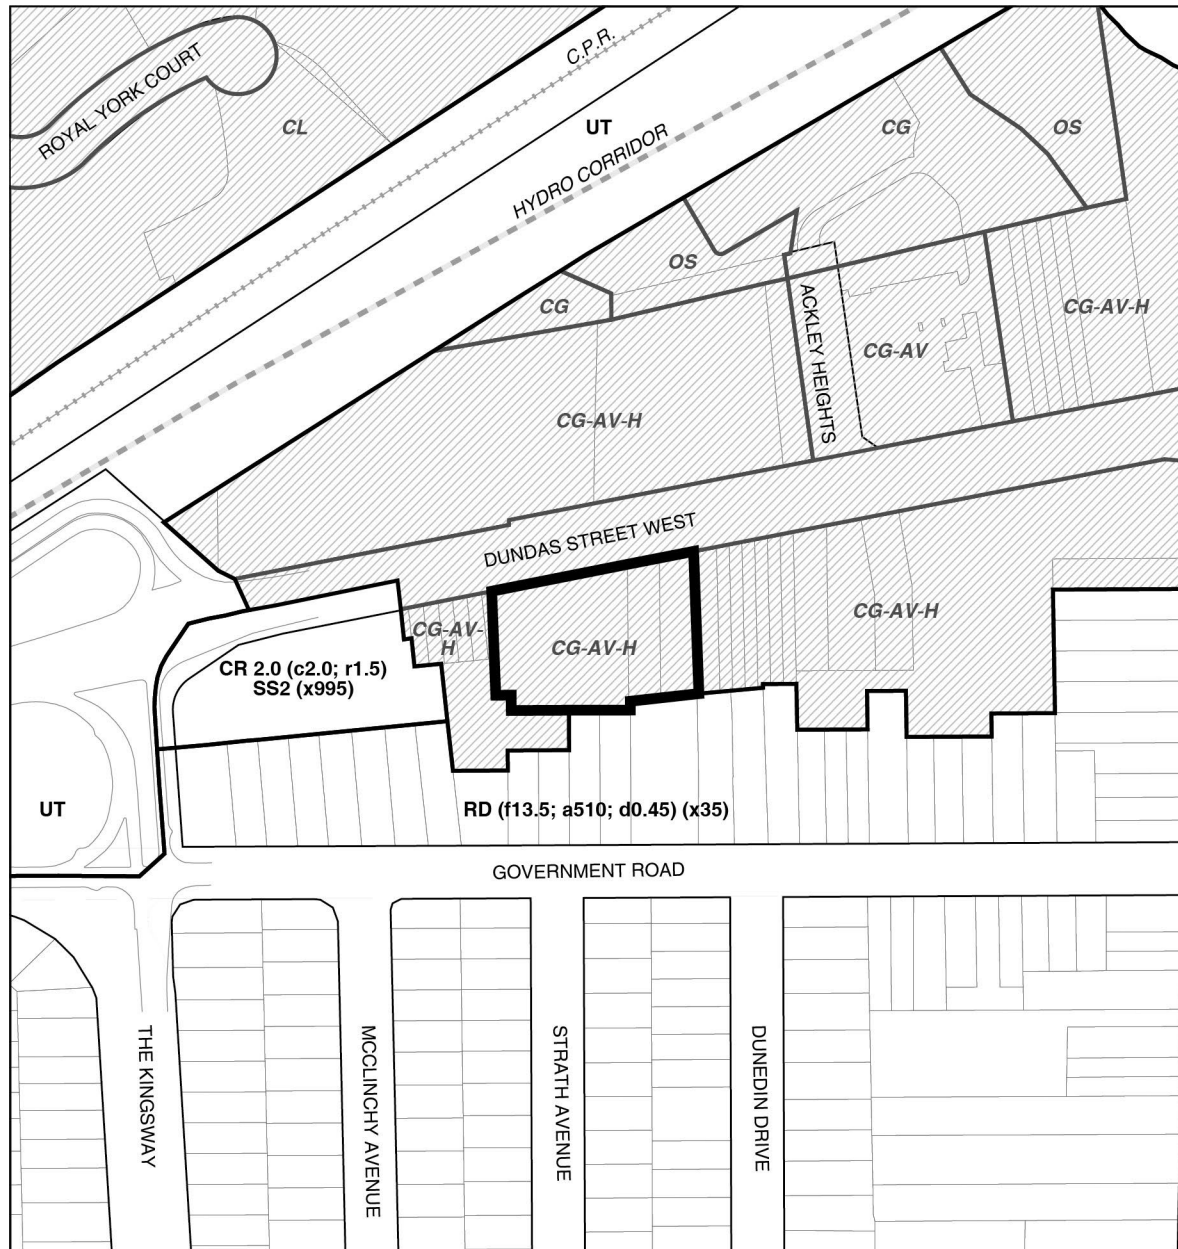 C.P.R.
ROYAL YORK COURT
CL
UT
CG
OS
HYDRO CORRIDOR
OS
CG
ACKLEY HEIGHTS
CG-AV-H
CG-AV
CG-AV-H
DUNDAS STREET WEST
CG-AV-
H
CG-AV-H
CG-AV-H
CR 2.0 (c2.0; r1.5)
SS2 (x995)
UT
RD (f13.5; a510; d0.45) (x35)
GOVERNMENT ROAD
THE KINGSWAY
MCCLINCHY AVENUE
STRATH AVENUE
DUNEDIN DRIVE